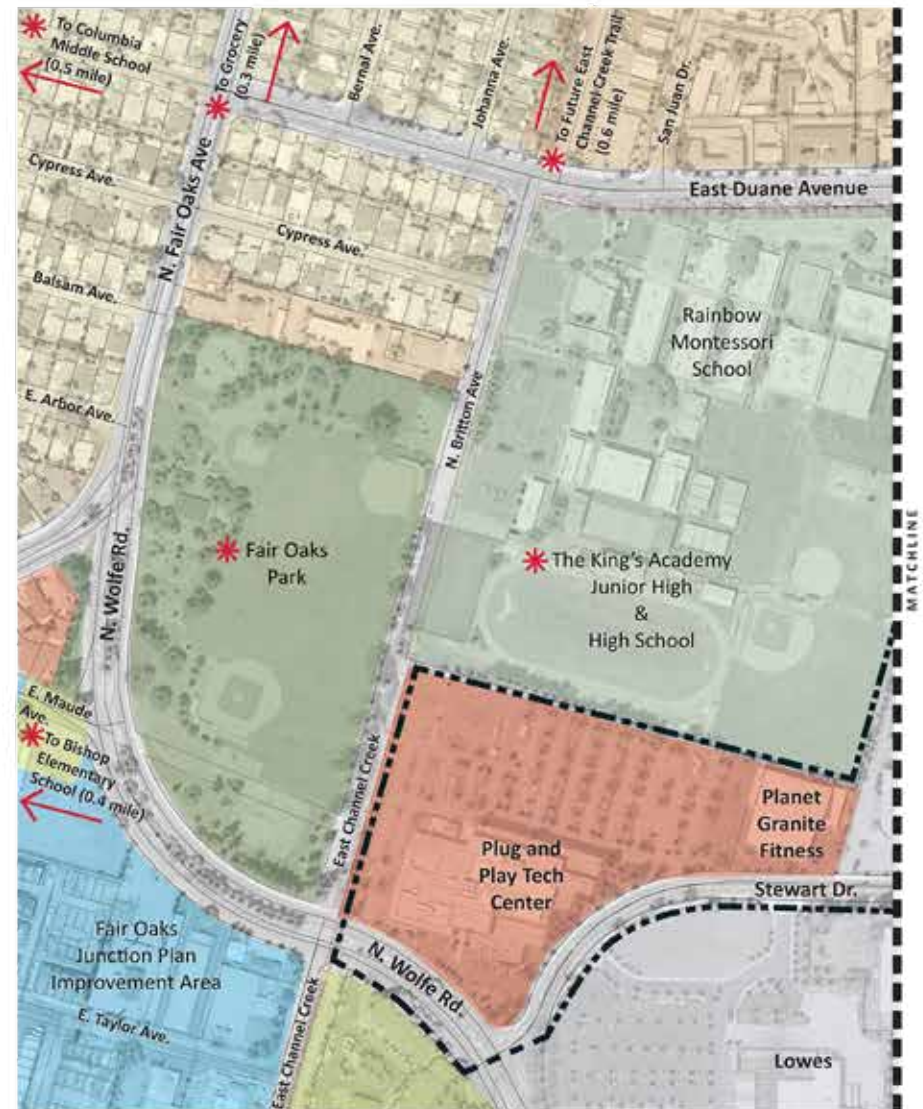 To Columbia
Middle School
(0.5 mile)
To Grocery
(0.3 mile)
Bernal Ave.
Johanna Ave.
To Future East
Channel Creek Trail
(0.6 mile)
San Juan Dr.
East Duane Avenue
N. Fair Oaks Ave
Cypress Ave.
Cypress Ave.
Balsam Ave.
E. Arbor Ave.
Rainbow
Montessori
School
N. Britton Ave
N. Wolfe Rd.
Fair Oaks
Park
The King's Academy
Junior High
&
High School
MATCHLINE
E. Maude
Ave.
To Bishop
Elementary
School (0.4 mile)
East Channel Creek
Plug and
Play Tech
Center
Planet
Granite
Fitness
Stewart Dr.
Fair Oaks
Junction Plan
Improvement Area
N. Wolfe Rd.
E. Taylor Ave.
East Channel Creek
Lowes